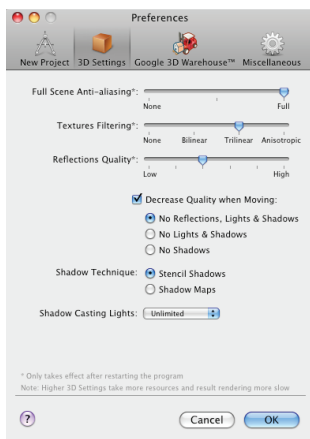 Preferences
New Project 3D Settings Google 3D Warehouse™ Miscellaneous
Full Scene Anti-aliasing*:
None Full
Textures Filtering*:
None Bilinear Trilinear Anisotropic
Reflections Quality*:
Low High
Decrease Quality when Moving:
No Reflections, Lights & Shadows
No Lights & Shadows
No Shadows
Shadow Technique: Stencil Shadows
Shadow Maps
Shadow Casting Lights: Unlimited
* Only takes effect after restarting the program
Note: Higher 3D Settings take more resources and result rendering more slow
? Cancel OK